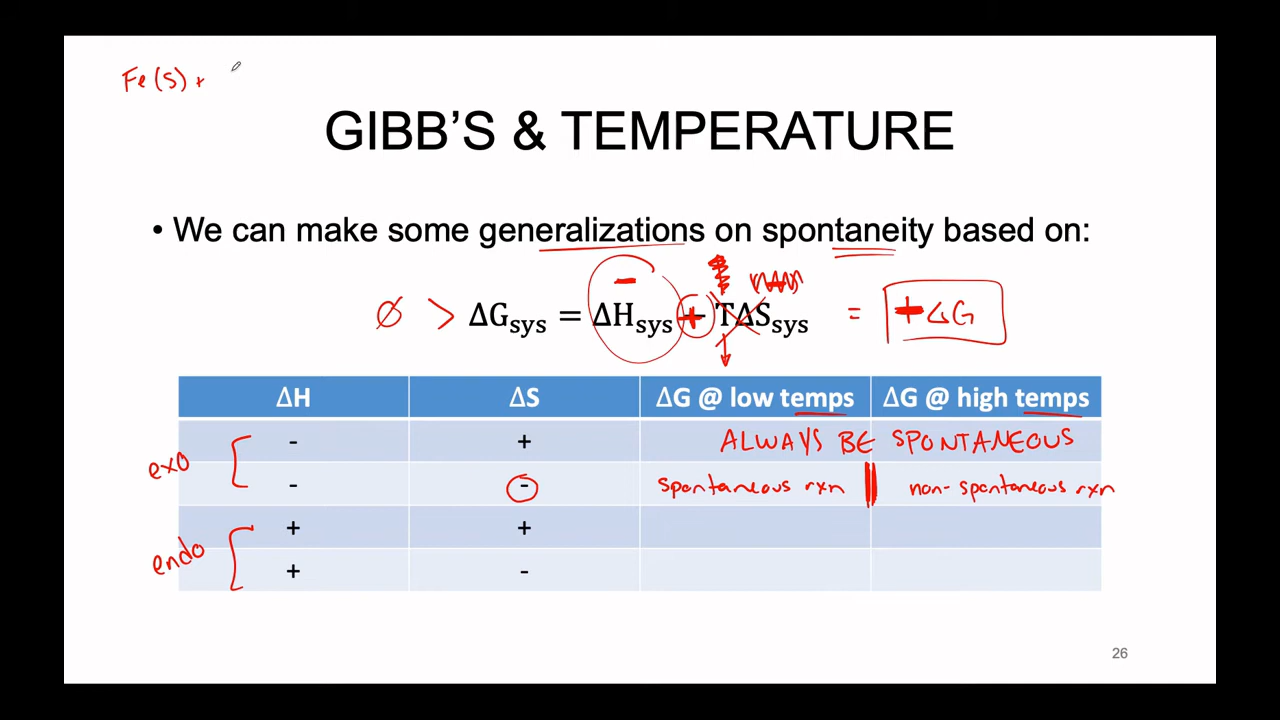 Fe(s) +
GIBB'S & TEMPERATURE
• We can make some generalizations on spontaneity based on:
-
∅ > ΔGsys = ΔHsys + TΔSsys = +ΔG
ΔH ΔS ΔG @ low temps ΔG @ high temps
- + ALWAYS BE SPONTANEOUS
exo
- - spontaneous rxn non-spontaneous rxn
+ +
endo
+ -
26